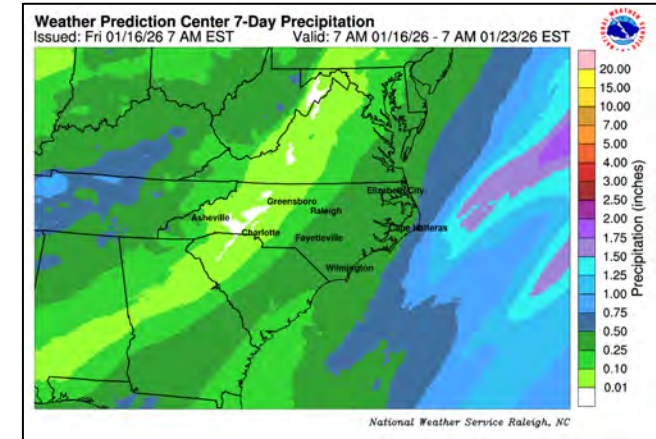 Weather Prediction Center 7-Day Precipitation
Issued: Fri 01/16/26 7 AM EST Valid: 7 AM 01/16/26 - 7 AM 01/23/26 EST
20.00
15.00
10.00
7.00
5.00
4.00
3.00
2.50
2.00
1.75
1.50
1.25
1.00
0.75
0.50
0.25
0.10
0.01
Precipitation (inches)
Elizabeth City
Greensboro
Raleigh
Asheville
Cape Hatteras
Charlotte
Fayetteville
Wilmington
National Weather Service Raleigh, NC